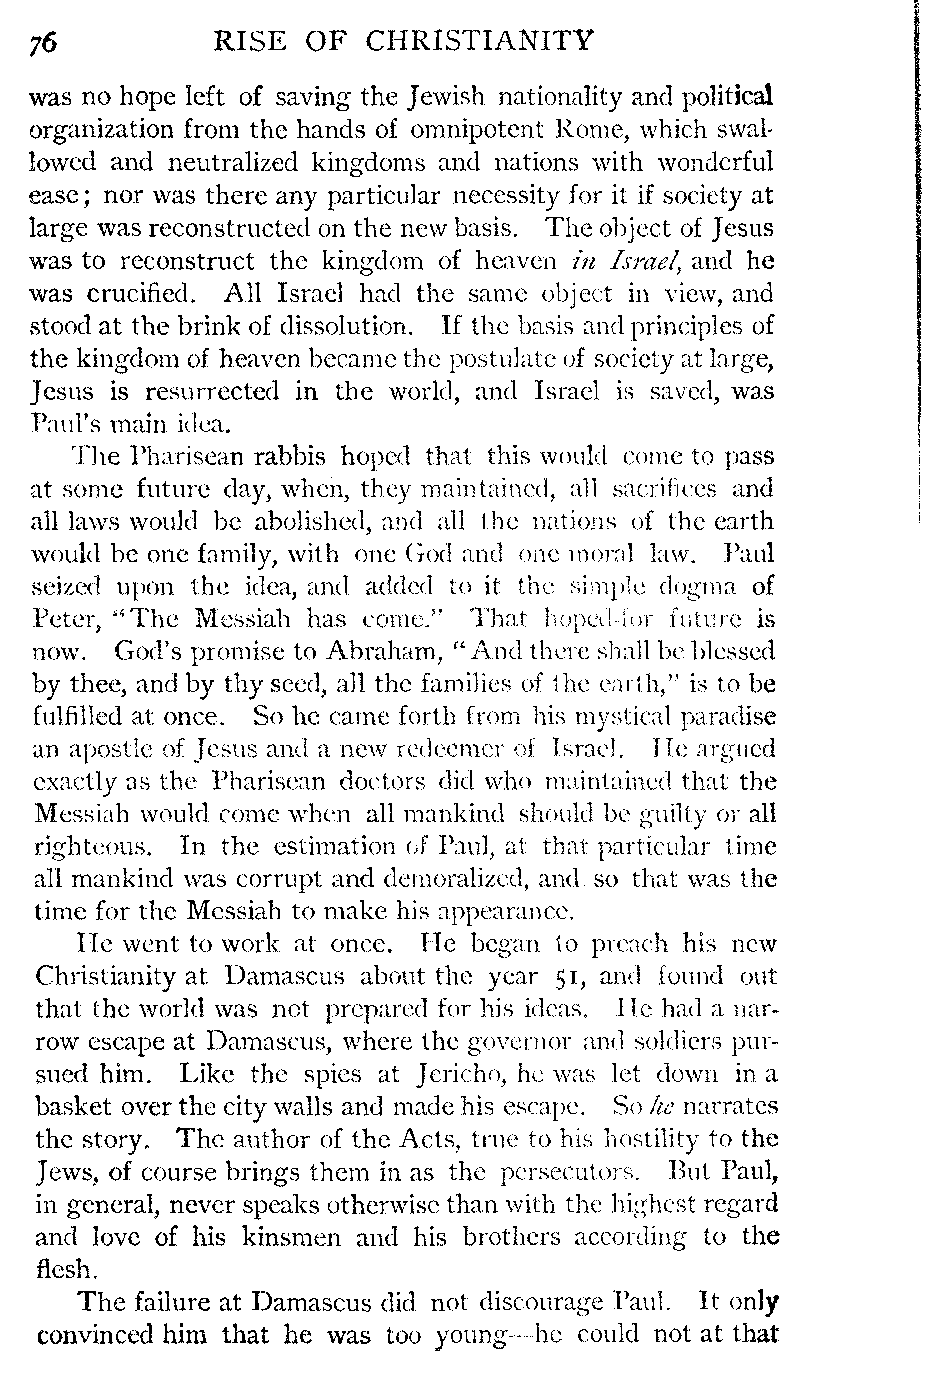 76 RISE OF CHRISTIANITY
was no hope left of saving the Jewish nationality and political
organization from the hands of omnipotent Rome, which swal-
lowed and neutralized kingdoms and nations with wonderful
ease; nor was there any particular necessity for it if society at
large was reconstructed on the new basis. The object of Jesus
was to reconstruct the kingdom of heaven in Israel, and he
was crucified. All Israel had the same object in view, and
stood at the brink of dissolution. If the basis and principles of
the kingdom of heaven became the postulate of society at large,
Jesus is resurrected in the world, and Israel is saved, was
Paul's main idea.
The Pharisean rabbis hoped that this would come to pass
at some future day, when, they maintained, all sacrifices and
all laws would be abolished, and all the nations of the earth
would be one family, with one God and one moral law. Paul
seized upon the idea, and added to it the simple dogma of
Peter, "The Messiah has come." That hoped-for future is
now. God's promise to Abraham, "And there shall be blessed
by thee, and by thy seed, all the families of the earth," is to be
fulfilled at once. So he came forth from his mystical paradise
an apostle of Jesus and a new redeemer of Israel. He argued
exactly as the Pharisean doctors did who maintained that the
Messiah would come when all mankind should be guilty or all
righteous. In the estimation of Paul, at that particular time
all mankind was corrupt and demoralized, and so that was the
time for the Messiah to make his appearance.
He went to work at once. He began to preach his new
Christianity at Damascus about the year 51, and found out
that the world was not prepared for his ideas. He had a nar-
row escape at Damascus, where the governor and soldiers pur-
sued him. Like the spies at Jericho, he was let down in a
basket over the city walls and made his escape. So he narrates
the story. The author of the Acts, true to his hostility to the
Jews, of course brings them in as the persecutors. But Paul,
in general, never speaks otherwise than with the highest regard
and love of his kinsmen and his brothers according to the
flesh.
The failure at Damascus did not discourage Paul. It only
convinced him that he was too young—he could not at that